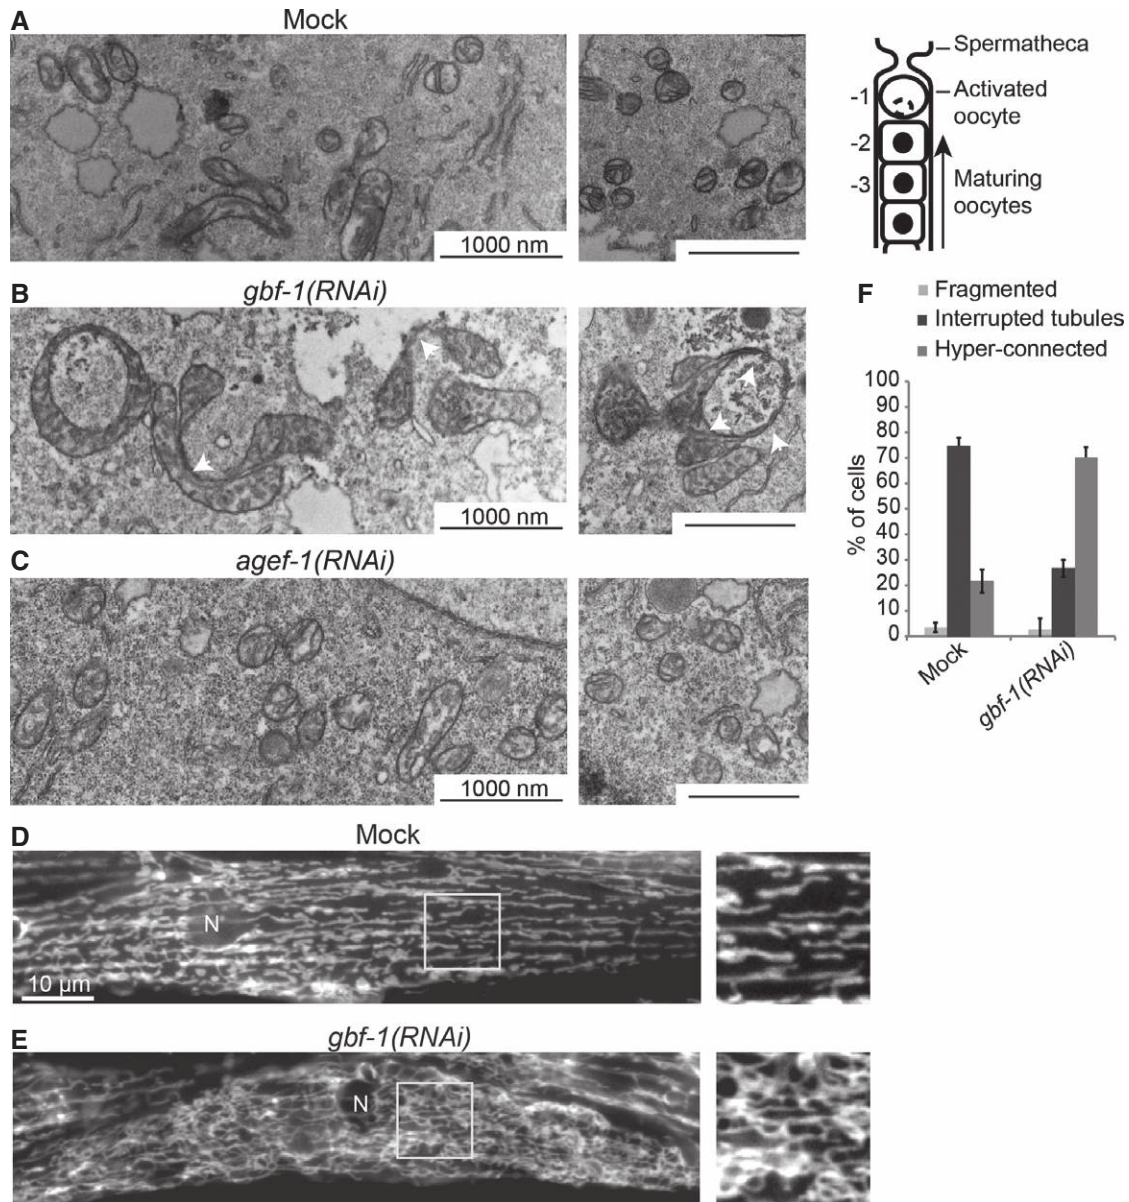 A
Mock
1000 nm
Spermatheca
-1
Activated
oocyte
-2
-3
Maturing
oocytes
B
gbf-1(RNAi)
1000 nm
C
agef-1(RNAi)
1000 nm
F
Fragmented
Interrupted tubules
Hyper-connected
% of cells
100
90
80
70
60
50
40
30
20
10
0
Mock
gbf-1(RNAi)
D
Mock
N
10 µm
E
gbf-1(RNAi)
N